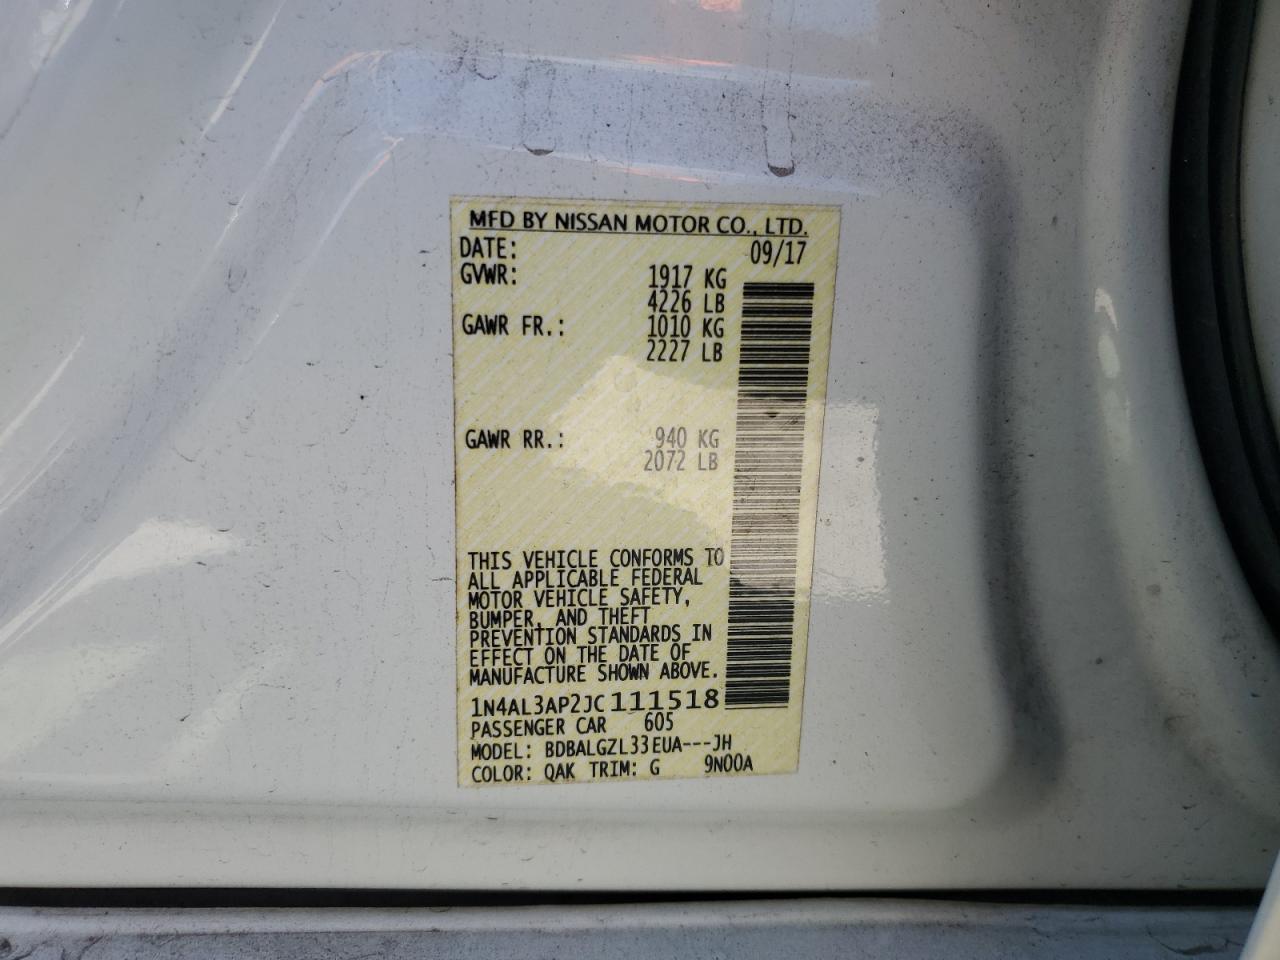 MFD BY NISSAN MOTOR CO., LTD.
DATE: 09/17
GVWR: 1917 KG
4226 LB
GAWR FR.: 1010 KG
2227 LB
GAWR RR.: 940 KG
2072 LB
THIS VEHICLE CONFORMS TO
ALL APPLICABLE FEDERAL
MOTOR VEHICLE SAFETY,
BUMPER, AND THEFT
PREVENTION STANDARDS IN
EFFECT ON THE DATE OF
MANUFACTURE SHOWN ABOVE.
1N4AL3AP2JC111518
PASSENGER CAR 605
MODEL: BDBALGZL33EUA---JH
COLOR: QAK TRIM: G 9N00A